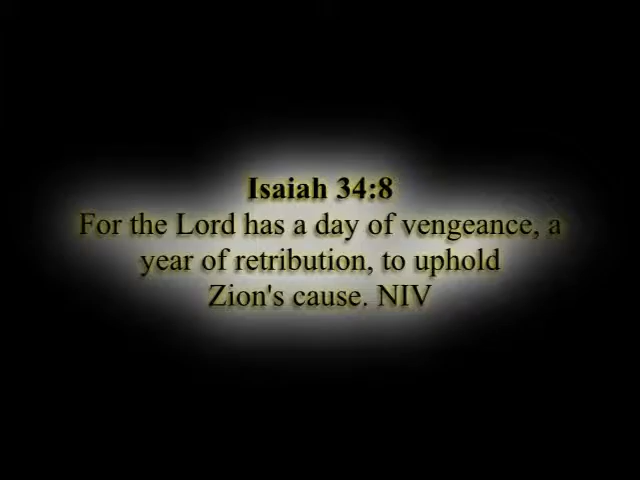 Isaiah 34:8
For the Lord has a day of vengeance, a
year of retribution, to uphold
Zion's cause. NIV